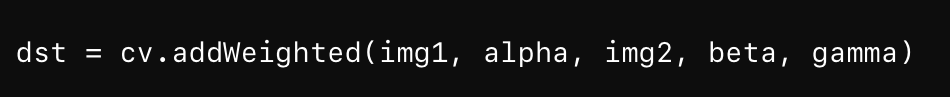 dst = cv.addWeighted(img1, alpha, img2, beta, gamma)